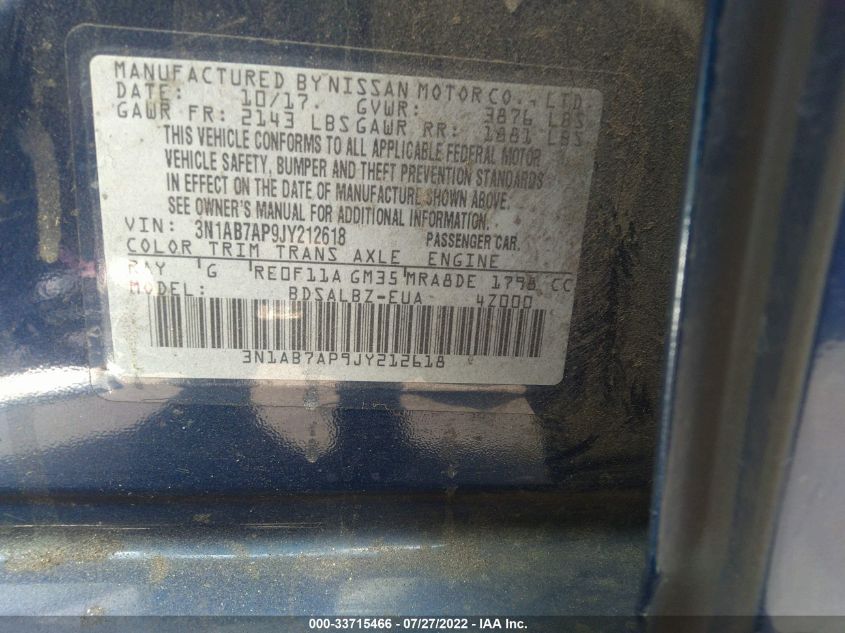 MANUFACTURED BY NISSAN MOTOR CO., LTD.
DATE: 10/17. GVWR: 3876 LBS
GAWR FR: 2143 LBS GAWR RR: 1881 LBS
THIS VEHICLE CONFORMS TO ALL APPLICABLE FEDERAL MOTOR
VEHICLE SAFETY, BUMPER AND THEFT PREVENTION STANDARDS
IN EFFECT ON THE DATE OF MANUFACTURE SHOWN ABOVE.
SEE OWNER'S MANUAL FOR ADDITIONAL INFORMATION.
VIN: 3N1AB7AP9JY212618 PASSENGER CAR.
COLOR TRIM TRANS AXLE ENGINE
RAY G RE0F11A GM35 MRA8DE 1798 CC
MODEL: BDSALBZ-EUA 4Z000
3N1AB7AP9JY212618
000-33715466 - 07/27/2022 - IAA Inc.